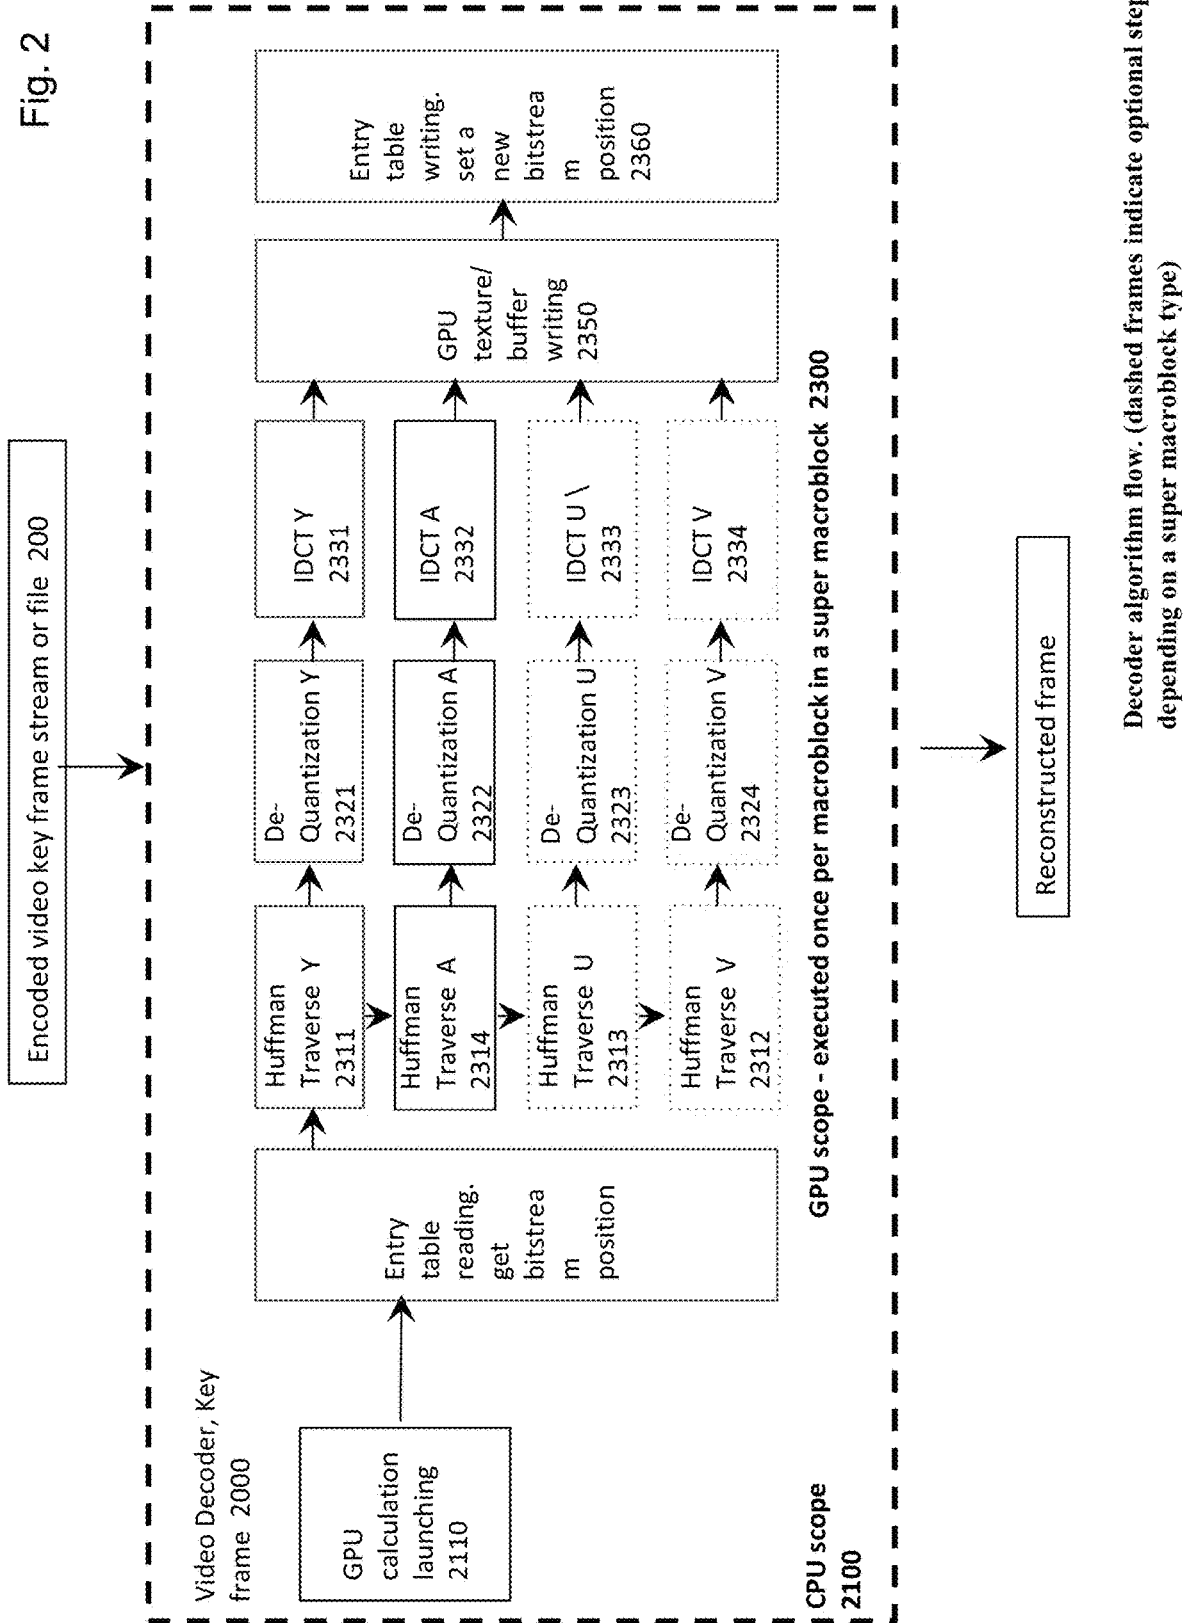 Fig. 2
Encoded video key frame stream or file 200
Video Decoder, Key
frame 2000
GPU
calculation
launching
2110
Entry
table
reading.
get
bitstrea
m
position
Huffman
Traverse Y
2311
De-
Quantization Y
2321
IDCT Y
2331
Huffman
Traverse A
2314
De-
Quantization A
2322
IDCT A
2332
Huffman
Traverse U
2313
De-
Quantization U
2323
IDCT U \
2333
Huffman
Traverse V
2312
De-
Quantization V
2324
IDCT V
2334
GPU
texture/
buffer
writing
2350
Entry
table
writing.
set a
new
bitstrea
m
position
2360
GPU scope - executed once per macroblock in a super macroblock 2300
CPU scope
2100
Reconstructed frame
Decoder algorithm flow. (dashed frames indicate optional step
depending on a super macroblock type)